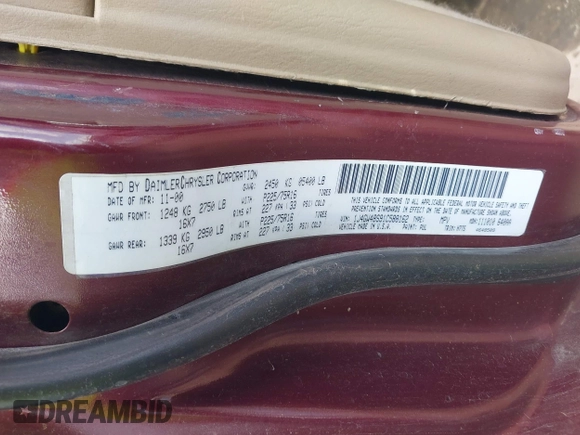 MFD BY DAIMLERCHRYSLER CORPORATION
DATE OF MFR: 11-00 GVWR: 2450 KG 05400 LB
GAWR FRONT: 1248 KG 2750 LB WITH P225/75R16 TIRES
16X7 RIMS AT 227 KPA / 33 PSI COLD
GAWR REAR: 1339 KG 2950 LB WITH P225/75R16 TIRES
16X7 RIMS AT 227 KPA / 33 PSI COLD
THIS VEHICLE CONFORMS TO ALL APPLICABLE FEDERAL MOTOR VEHICLE SAFETY AND THEFT
PREVENTION STANDARDS IN EFFECT ON THE DATE OF MANUFACTURE SHOWN ABOVE.
TYPE: MPV MDH:
VEHICLE MADE IN U.S.A. PAINT: TRIM:
DREAMBID